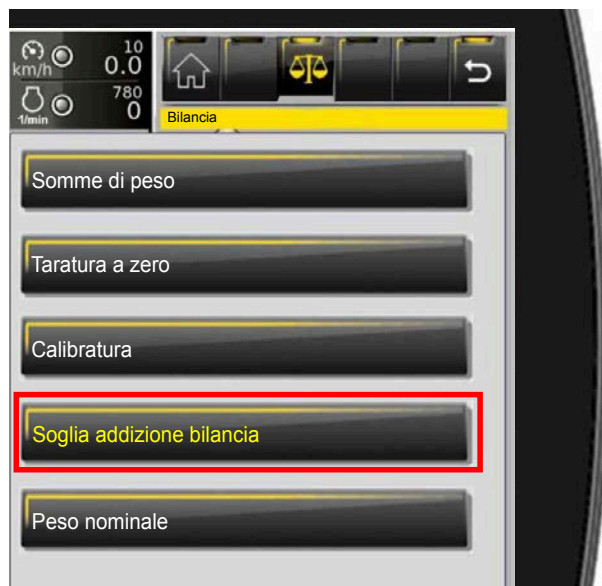 10
km/h 0.0
780
1/min 0
Bilancia
Somme di peso
Taratura a zero
Calibratura
Soglia addizione bilancia
Peso nominale